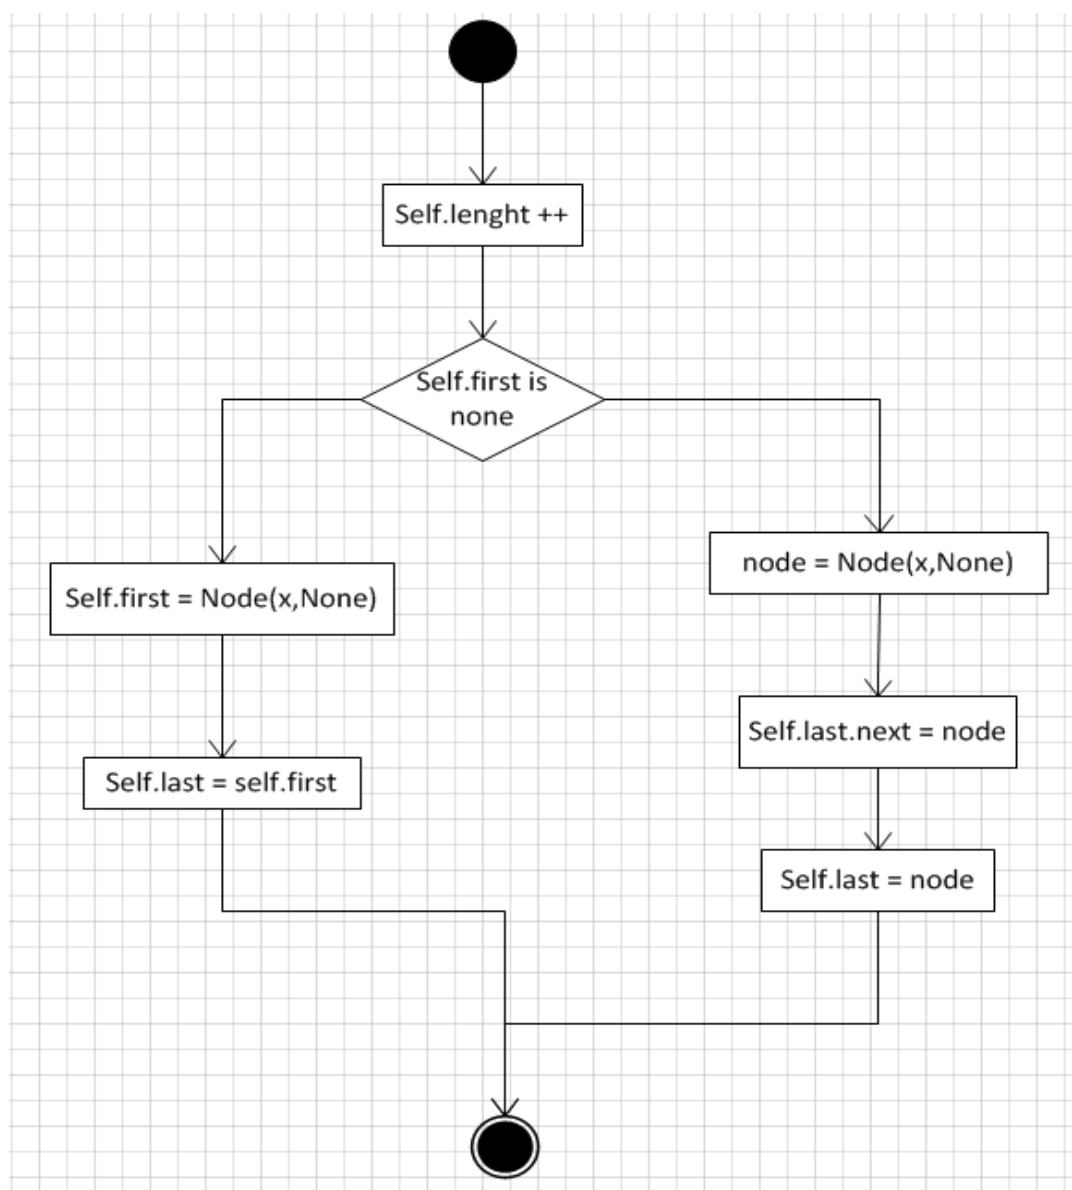 Self.lenght ++
Self.first is
none
Self.first = Node(x,None)
node = Node(x,None)
Self.last = self.first
Self.last.next = node
Self.last = node